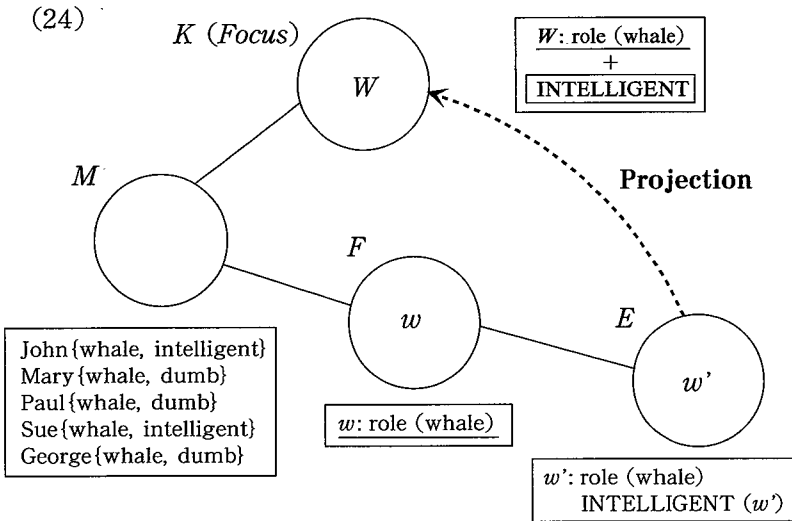 (24)
K (Focus)
W
W: role (whale)
+
INTELLIGENT
Projection
M
F
w
E
w'
John{whale, intelligent}
Mary{whale, dumb}
Paul{whale, dumb}
Sue{whale, intelligent}
George{whale, dumb}
w: role (whale)
w': role (whale)
INTELLIGENT (w')